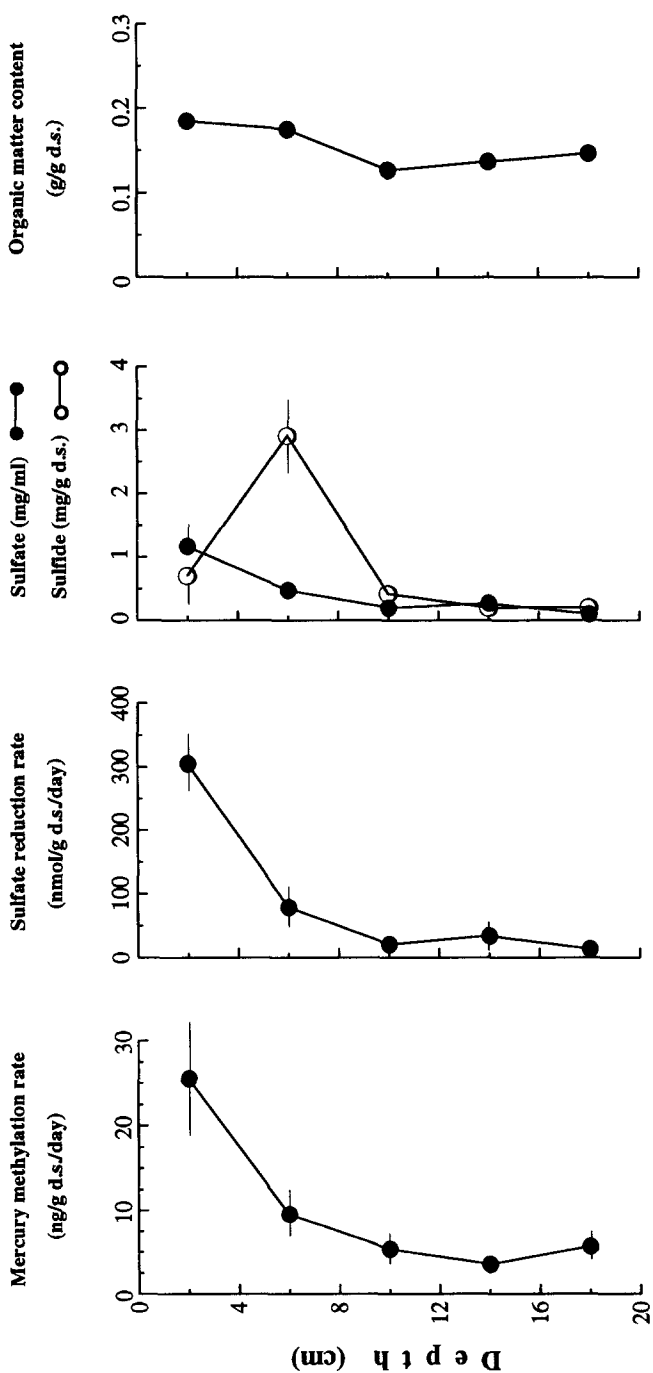 Mercury methylation rate
(ng/g d.s./day)
0 10 20 30
Depth (cm)
0
4
8
12
16
20
Sulfate reduction rate
(nmol/g d.s./day)
0 100 200 300 400
Sulfate (mg/ml)
Sulfide (mg/g d.s.)
0 1 2 3 4
Organic matter content
(g/g d.s.)
0 0.1 0.2 0.3